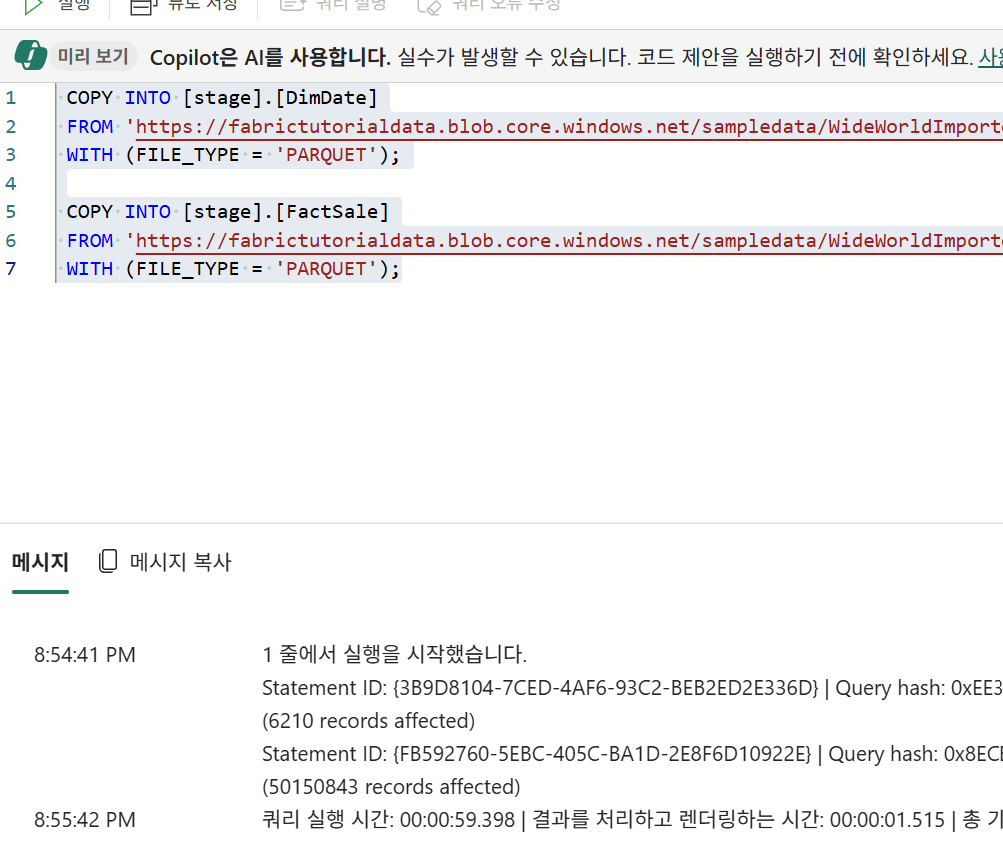 실행 뷰로 저장 쿼리 설명 쿼리 오류 수정
미리 보기 Copilot은 AI를 사용합니다. 실수가 발생할 수 있습니다. 코드 제안을 실행하기 전에 확인하세요.
1 COPY INTO [stage].[DimDate]
2 FROM 'https://fabrictutorialdata.blob.core.windows.net/sampledata/WideWorldImport
3 WITH (FILE_TYPE = 'PARQUET');
4
5 COPY INTO [stage].[FactSale]
6 FROM 'https://fabrictutorialdata.blob.core.windows.net/sampledata/WideWorldImport
7 WITH (FILE_TYPE = 'PARQUET');
메시지 메시지 복사
8:54:41 PM 1 줄에서 실행을 시작했습니다.
Statement ID: {3B9D8104-7CED-4AF6-93C2-BEB2ED2E336D} | Query hash: 0xEE3
(6210 records affected)
Statement ID: {FB592760-5EBC-405C-BA1D-2E8F6D10922E} | Query hash: 0x8EC
(50150843 records affected)
8:55:42 PM 쿼리 실행 시간: 00:00:59.398 | 결과를 처리하고 렌더링하는 시간: 00:00:01.515 | 총 기